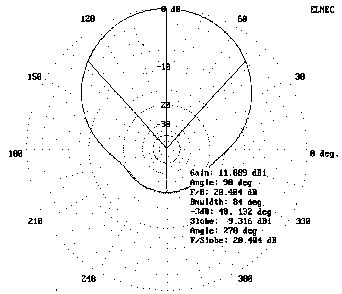 0 dB
ELNEC
120
60
-10
150
30
-20
-30
180
0 deg.
Gain: 11.089 dBi
Angle: 90 deg
F/B: 20.404 dB
Bmwidth: 84 deg
-3dB: 48, 132 deg
Slobe: -9.316 dBi
Angle: 270 deg
F/Slobe: 20.404 dB
210
330
240
300